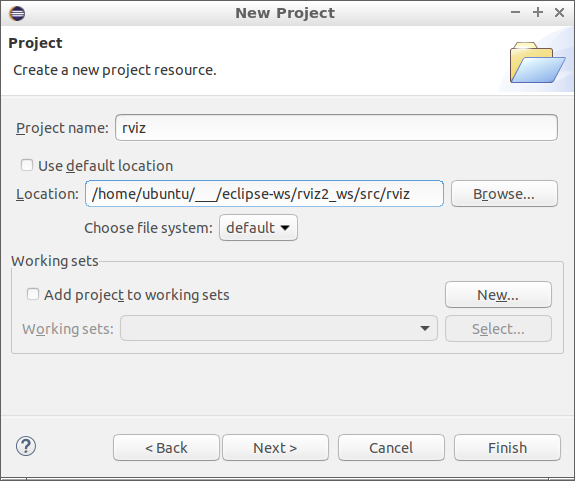 New Project
Project
Create a new project resource.
Project name: rviz
Use default location
Location: /home/ubuntu/___/eclipse-ws/rviz2_ws/src/rviz Browse...
Choose file system: default
Working sets
Add project to working sets New...
Working sets: Select...
? < Back Next > Cancel Finish